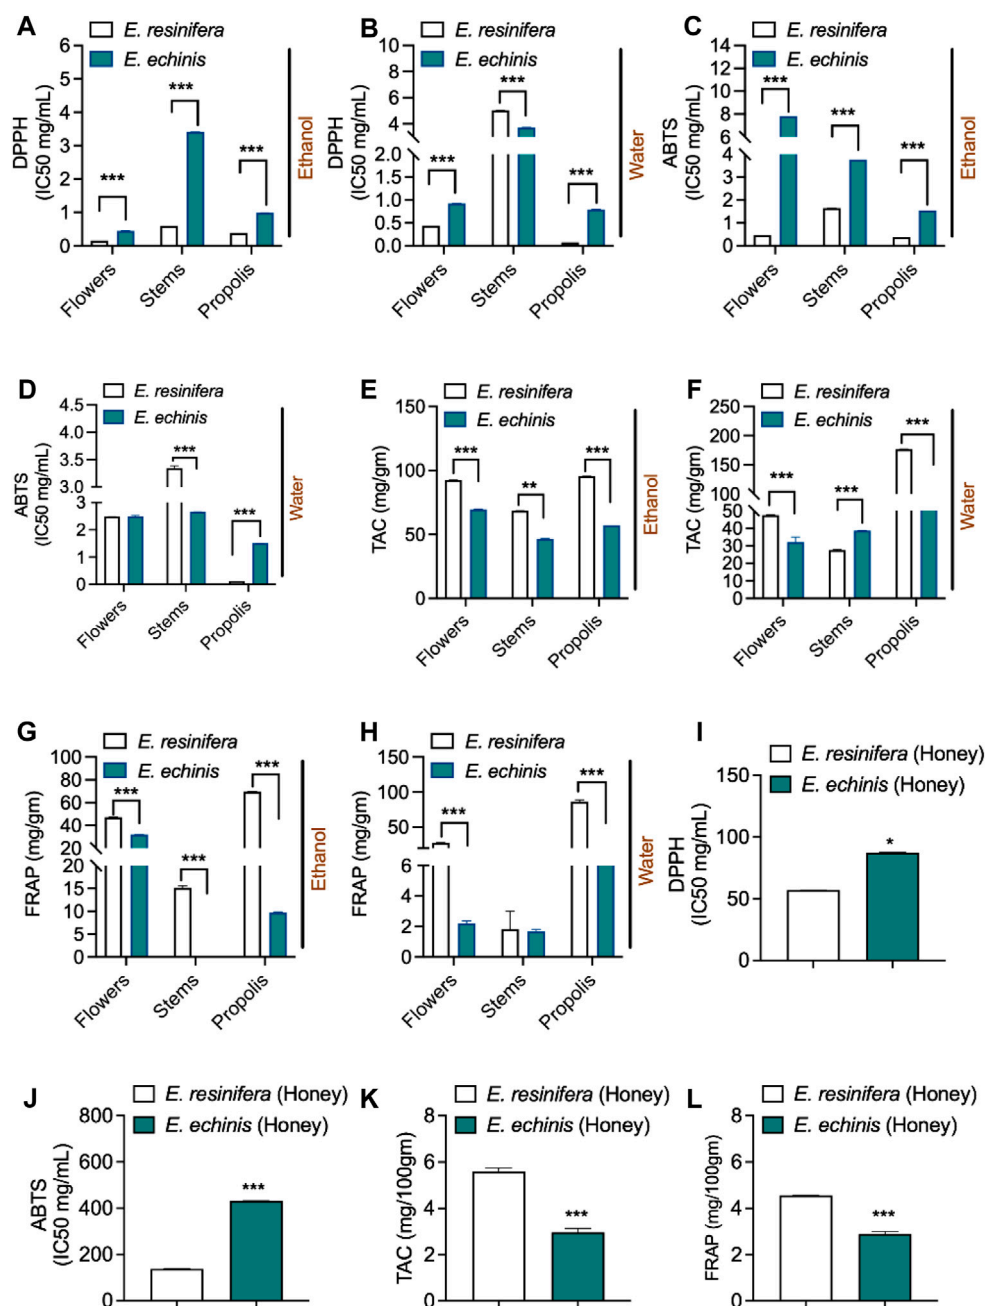 A
E. resinifera
E. echinis
DPPH
(IC50 mg/mL)
6
5
4
3
2
1
0
***
***
***
Flowers
Stems
Propolis
Ethanol
B
E. resinifera
E. echinis
DPPH
(IC50 mg/mL)
10
8
6
4
2.0
1.5
1.0
0.5
0.0
***
***
***
Flowers
Stems
Propolis
Water
C
E. resinifera
E. echinis
ABTS
(IC50 mg/mL)
14
12
10
8
6
4
3
2
1
0
***
***
***
Flowers
Stems
Propolis
Ethanol
D
E. resinifera
E. echinis
ABTS
(IC50 mg/mL)
4.5
4.0
3.5
3.0
3
2
1
0
***
***
Flowers
Stems
Propolis
Water
E
E. resinifera
E. echinis
TAC (mg/gm)
150
100
50
0
***
**
***
Flowers
Stems
Propolis
Ethanol
F
E. resinifera
E. echinis
TAC (mg/gm)
250
200
150
100
50
40
30
20
10
0
***
***
***
Flowers
Stems
Propolis
Water
G
E. resinifera
E. echinis
FRAP (mg/gm)
100
80
60
40
20
20
15
10
5
0
***
***
***
Flowers
Stems
Propolis
Ethanol
H
E. resinifera
E. echinis
FRAP (mg/gm)
150
100
50
6
4
2
0
***
***
Flowers
Stems
Propolis
Water
I
E. resinifera (Honey)
E. echinis (Honey)
DPPH
(IC50 mg/mL)
150
100
50
0
*
J
E. resinifera (Honey)
E. echinis (Honey)
ABTS
(IC50 mg/mL)
800
600
400
200
0
***
K
E. resinifera (Honey)
E. echinis (Honey)
TAC (mg/100gm)
8
6
4
2
0
***
L
E. resinifera (Honey)
E. echinis (Honey)
FRAP (mg/100gm)
8
6
4
2
0
***